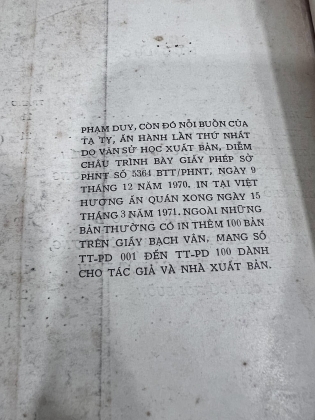 PHẠM DUY, CÒN ĐÓ NỖI BUỒN CỦA
TẠ TỴ, ẤN HÀNH LẦN THỨ NHẤT
DO VĂN SỬ HỌC XUẤT BẢN, DIỄM
CHÂU TRÌNH BÀY GIẤY PHÉP SỞ
PHNT SỐ 5364 BTT/PHNT, NGÀY 9
THÁNG 12 NĂM 1970. IN TẠI VIỆT
HƯƠNG ẤN QUÁN XONG NGÀY 15
THÁNG 3 NĂM 1971. NGOÀI NHỮNG
BẢN THƯỜNG CÓ IN THÊM 100 BẢN
TRÊN GIẤY BẠCH VÂN, MANG SỐ
TT-PD 001 ĐẾN TT-PD 100 DÀNH
CHO TÁC GIẢ VÀ NHÀ XUẤT BẢN.